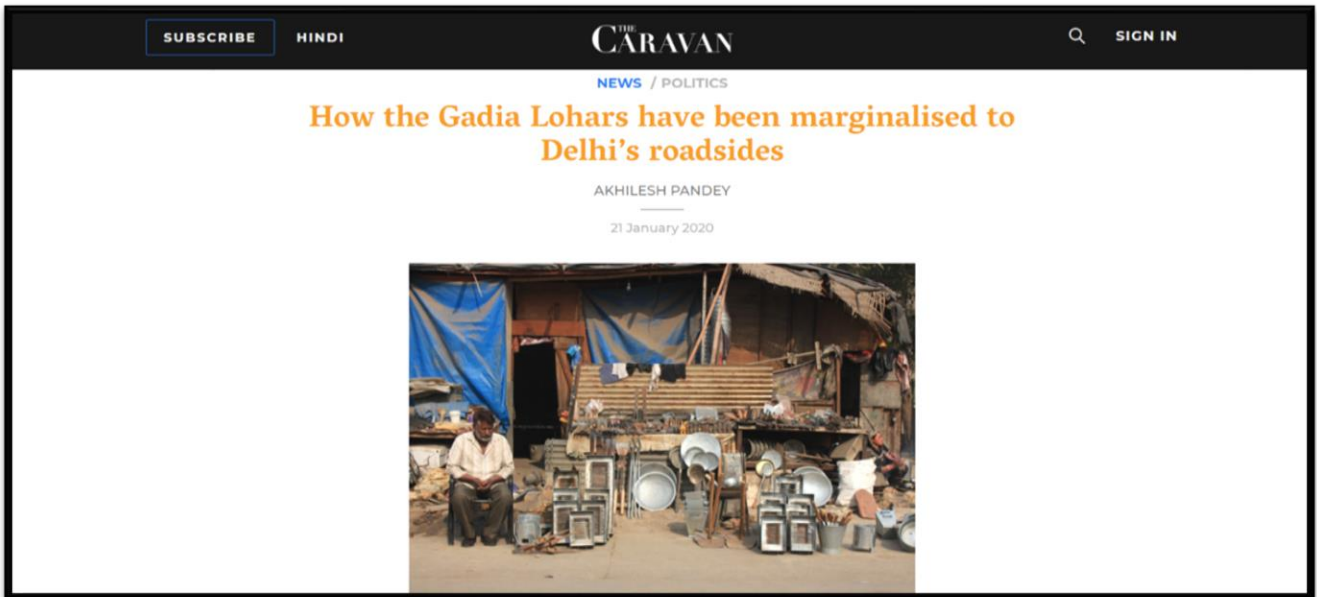 SUBSCRIBE HINDI THE CARAVAN SIGN IN
NEWS / POLITICS
How the Gadia Lohars have been marginalised to
Delhi's roadsides
AKHILESH PANDEY
21 January 2020